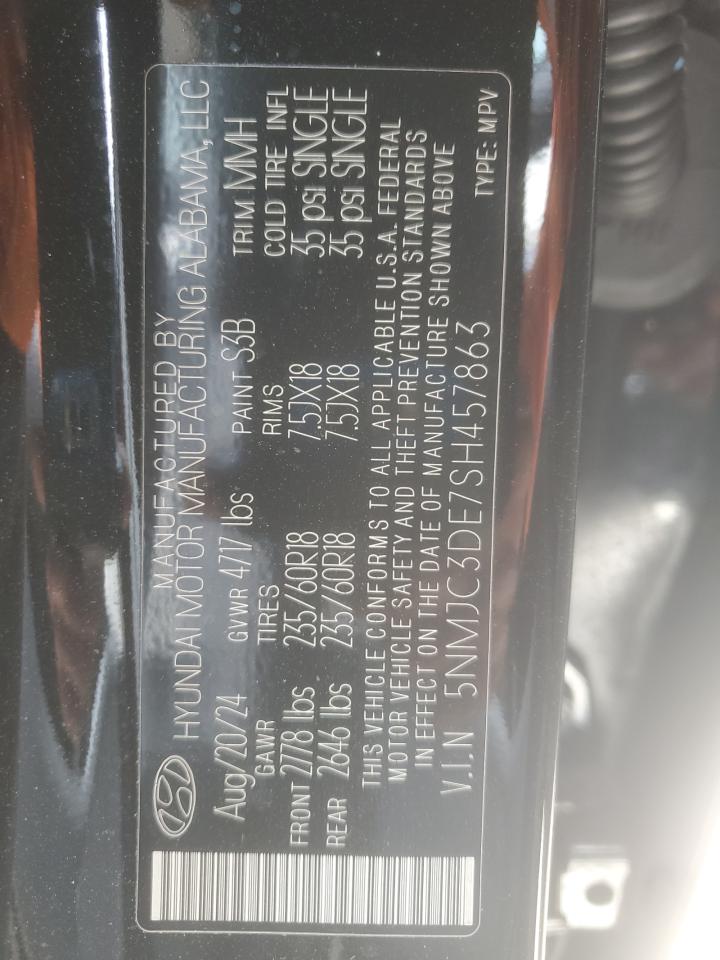 MANUFACTURED BY
HYUNDAI MOTOR MANUFACTURING ALABAMA, LLC
Aug/20/24 GVWR 4717 lbs PAINT S3B TRIM MMH
GAWR TIRES RIMS COLD TIRE INFL
FRONT 2778 lbs 235/60R18 7.5JX18 35 psi SINGLE
REAR 2646 lbs 235/60R18 7.5JX18 35 psi SINGLE
THIS VEHICLE CONFORMS TO ALL APPLICABLE U.S.A. FEDERAL
MOTOR VEHICLE SAFETY AND THEFT PREVENTION STANDARDS
IN EFFECT ON THE DATE OF MANUFACTURE SHOWN ABOVE
V.I.N 5NMJC3DE7SH457863 TYPE: MPV